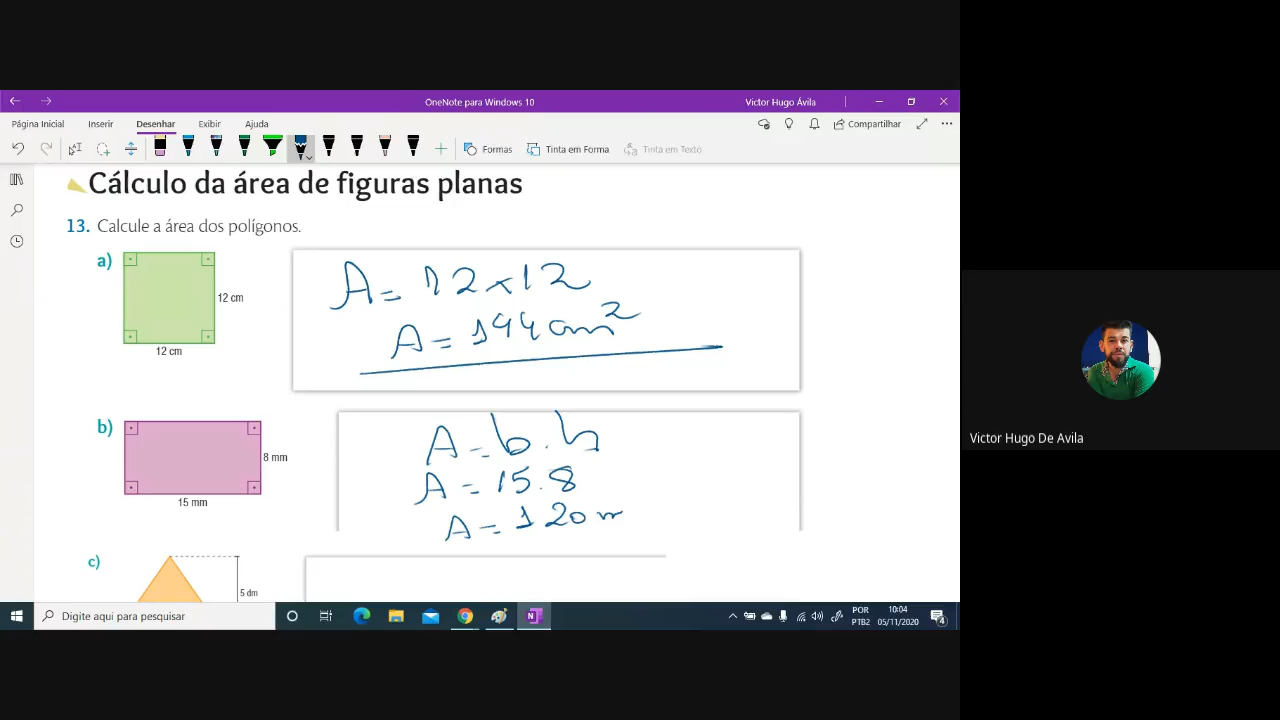 OneNote para Windows 10
Victor Hugo Ávila
Página Inicial Inserir Desenhar Exibir Ajuda
Compartilhar
Formas Tinta em Forma Tinta em Texto
Cálculo da área de figuras planas
13. Calcule a área dos polígonos.
a)
12 cm
12 cm
A = 12 x 12
A = 144 cm²
b)
8 mm
15 mm
A = b . h
A = 15 . 8
A = 120 m
c)
5 dm
Victor Hugo De Avila
Digite aqui para pesquisar
POR
PTB2
10:04
05/11/2020
4